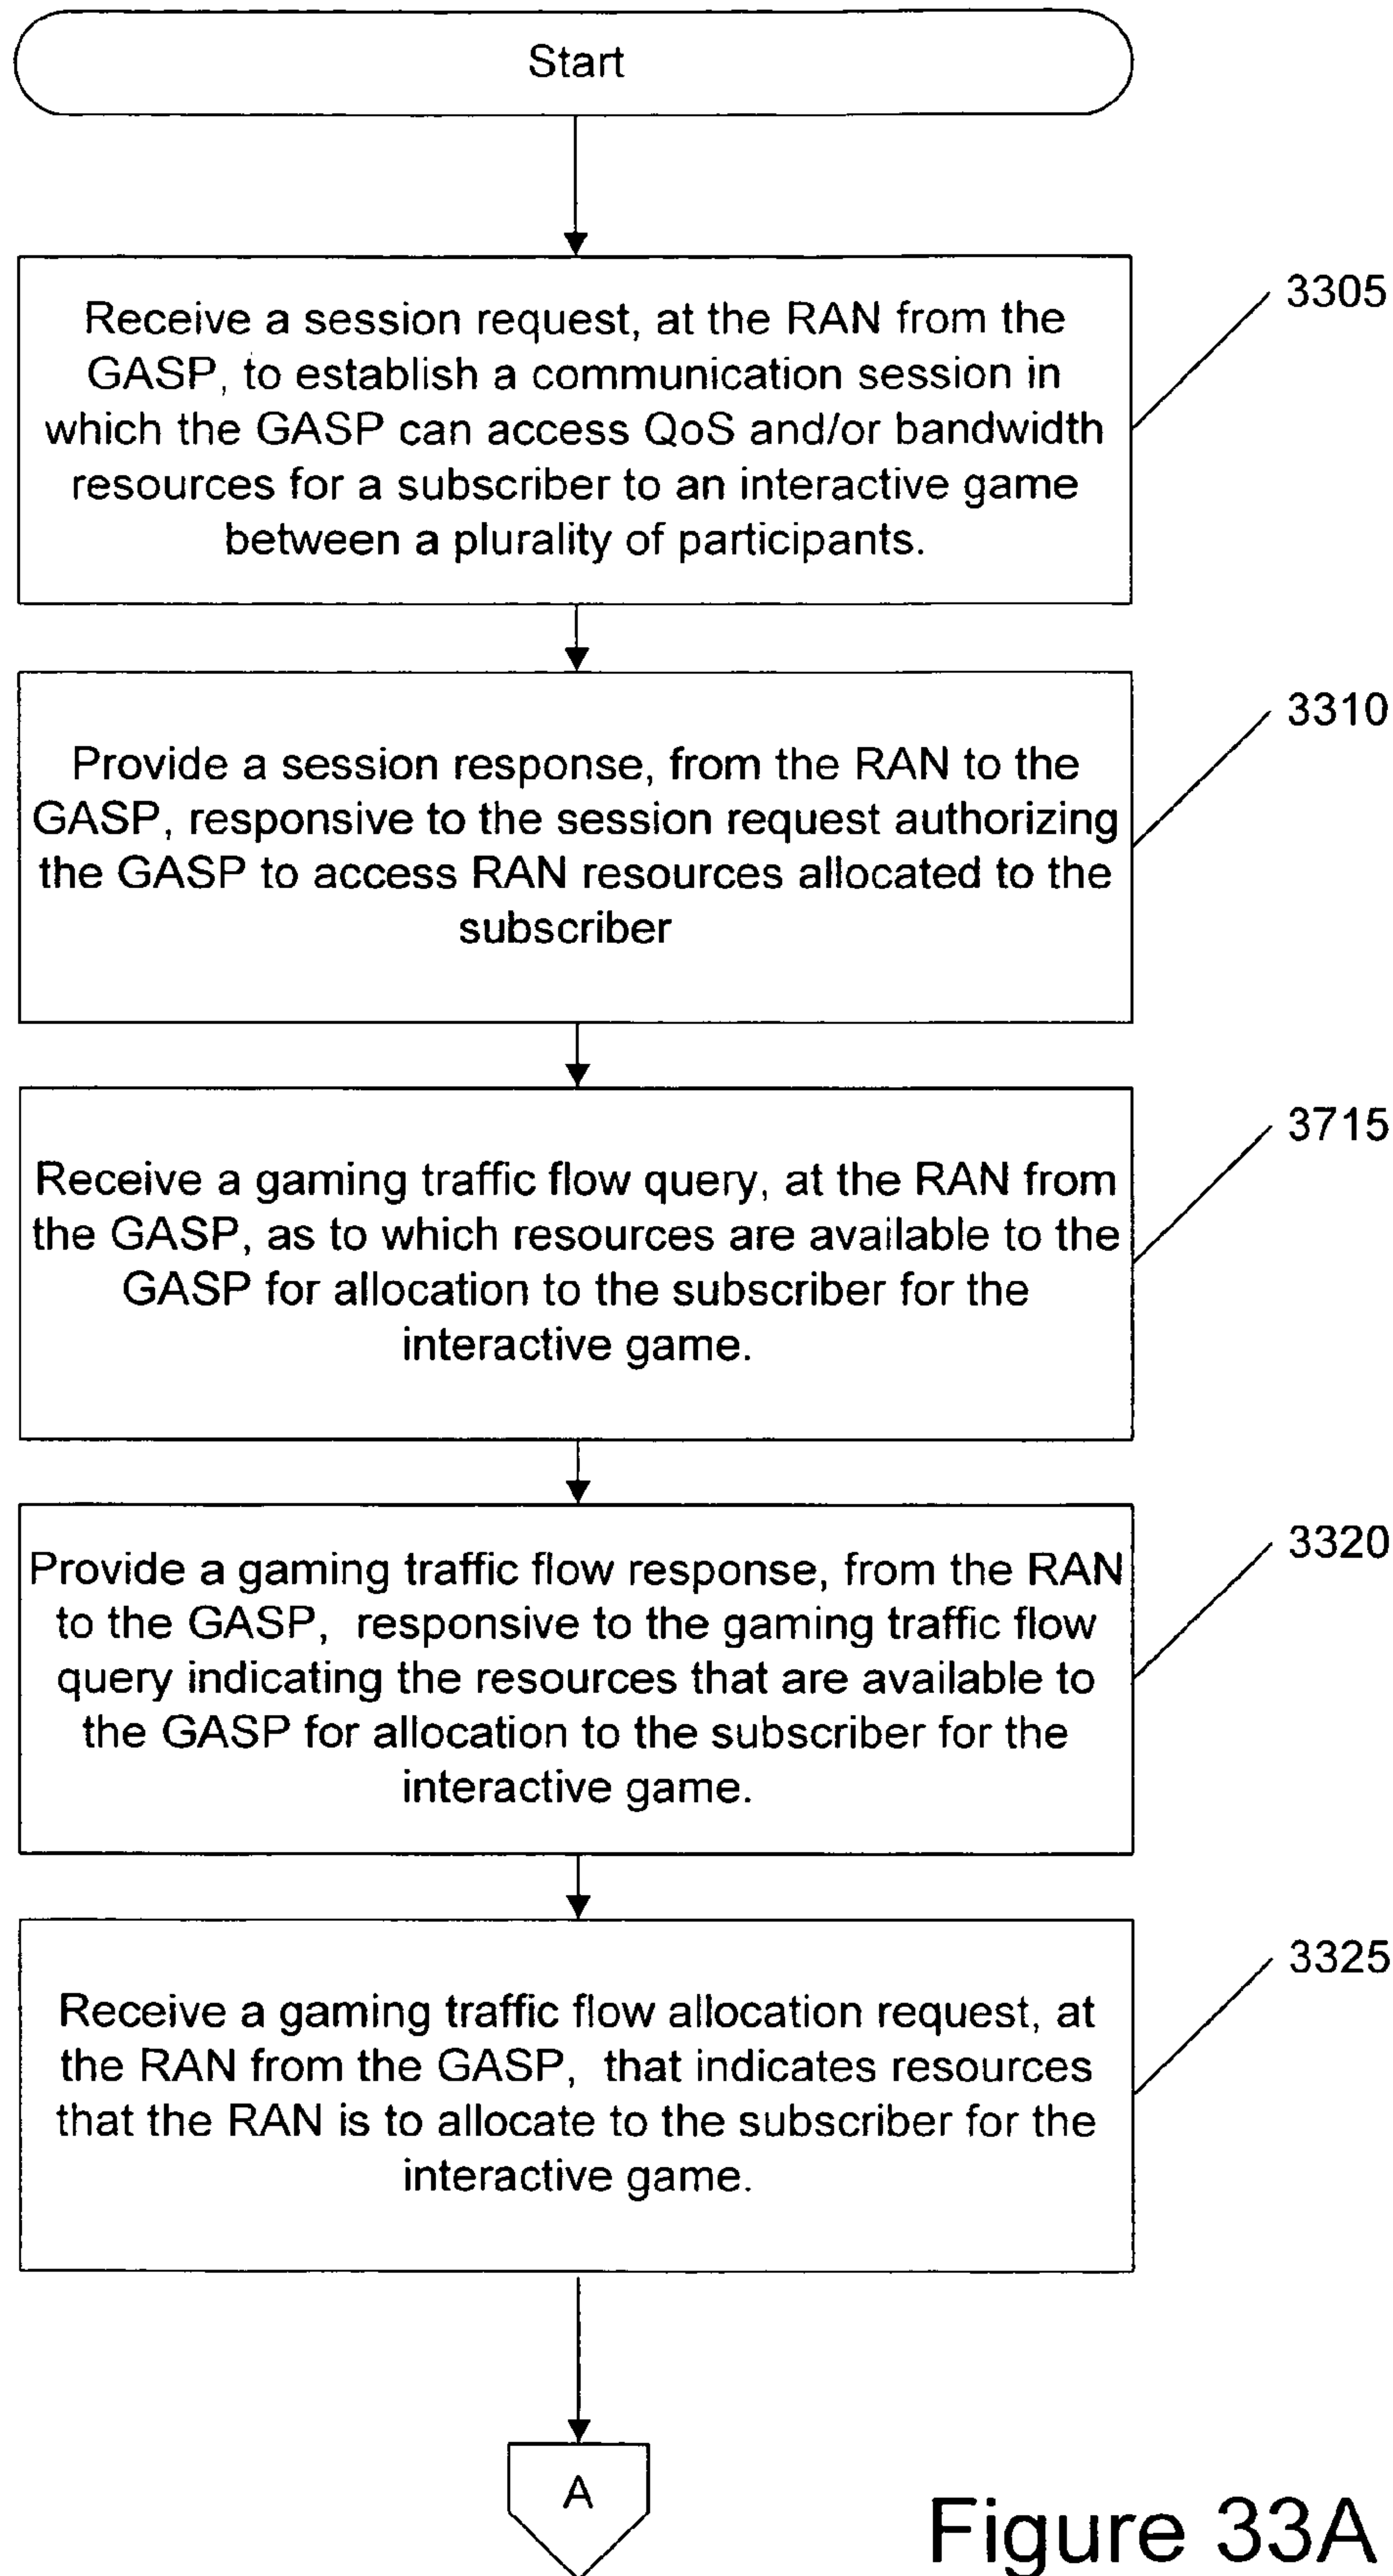 Start
Receive a session request, at the RAN from the
GASP, to establish a communication session in
which the GASP can access QoS and/or bandwidth
resources for a subscriber to an interactive game
between a plurality of participants.
3305
Provide a session response, from the RAN to the
GASP, responsive to the session request authorizing
the GASP to access RAN resources allocated to the
subscriber
3310
Receive a gaming traffic flow query, at the RAN from
the GASP, as to which resources are available to the
GASP for allocation to the subscriber for the
interactive game.
3715
Provide a gaming traffic flow response, from the RAN
to the GASP, responsive to the gaming traffic flow
query indicating the resources that are available to
the GASP for allocation to the subscriber for the
interactive game.
3320
Receive a gaming traffic flow allocation request, at
the RAN from the GASP, that indicates resources
that the RAN is to allocate to the subscriber for the
interactive game.
3325
A
Figure 33A